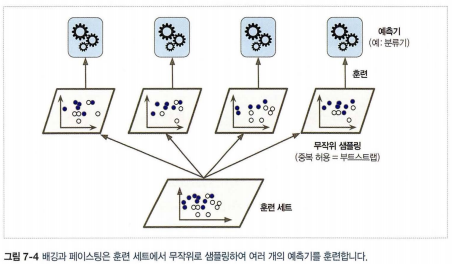 예측기
(예: 분류기)
훈련
무작위 샘플링
(중복 허용 = 부트스트랩)
훈련 세트
그림 7-4 배깅과 페이스팅은 훈련 세트에서 무작위로 샘플링하여 여러 개의 예측기를 훈련합니다.